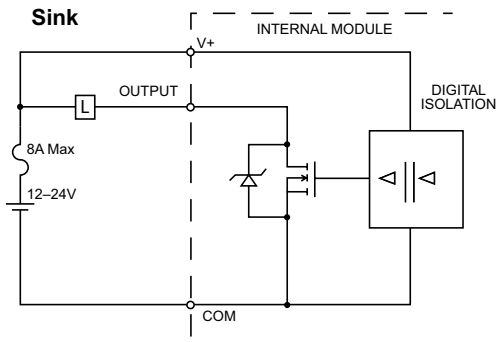 Sink
INTERNAL MODULE
V+
OUTPUT
DIGITAL
ISOLATION
L
8A Max
12–24V
COM